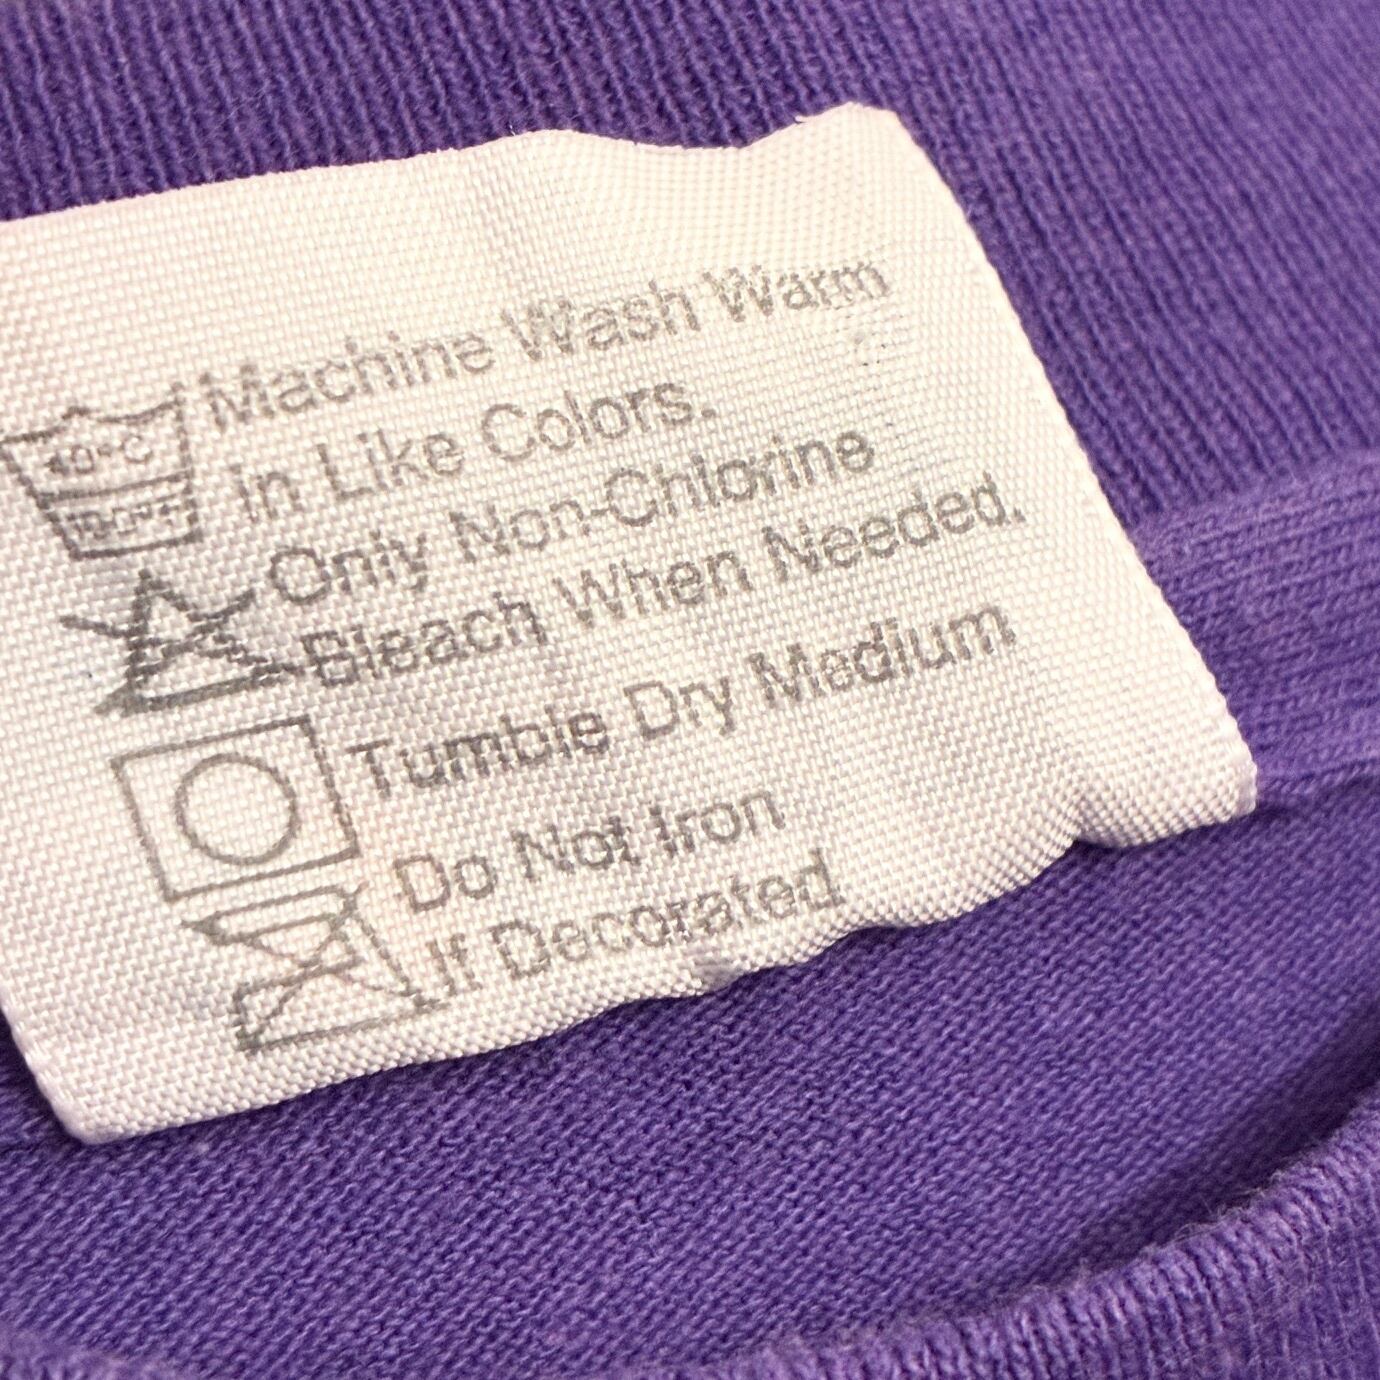 Machine Wash Warm
in Like Colors.
40°C
Only Non-Chlorine
Bleach When Needed.
Tumble Dry Medium
Do Not Iron
If Decorated